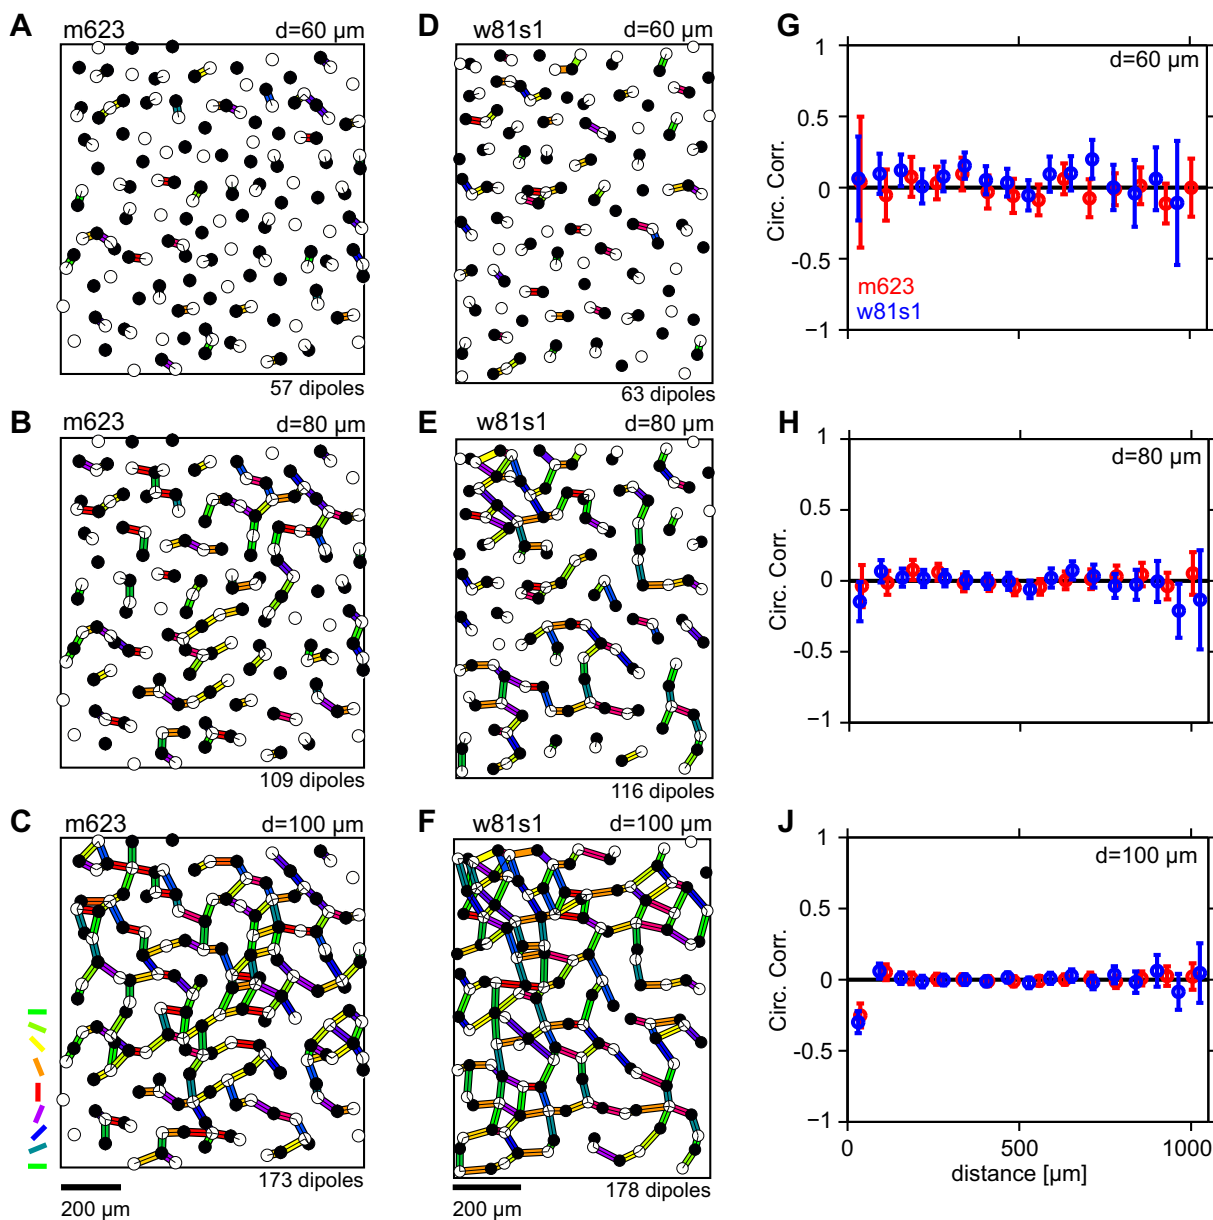 A
m623 d=60 µm
57 dipoles
B
m623 d=80 µm
109 dipoles
C
m623 d=100 µm
173 dipoles
200 µm
D
w81s1 d=60 µm
63 dipoles
E
w81s1 d=80 µm
116 dipoles
F
w81s1 d=100 µm
178 dipoles
200 µm
G
d=60 µm
Circ. Corr.
1
0.5
0
-0.5
−1
m623
w81s1
H
d=80 µm
Circ. Corr.
1
0.5
0
-0.5
−1
J
d=100 µm
Circ. Corr.
1
0.5
0
-0.5
−1
0 500 1000
distance [µm]